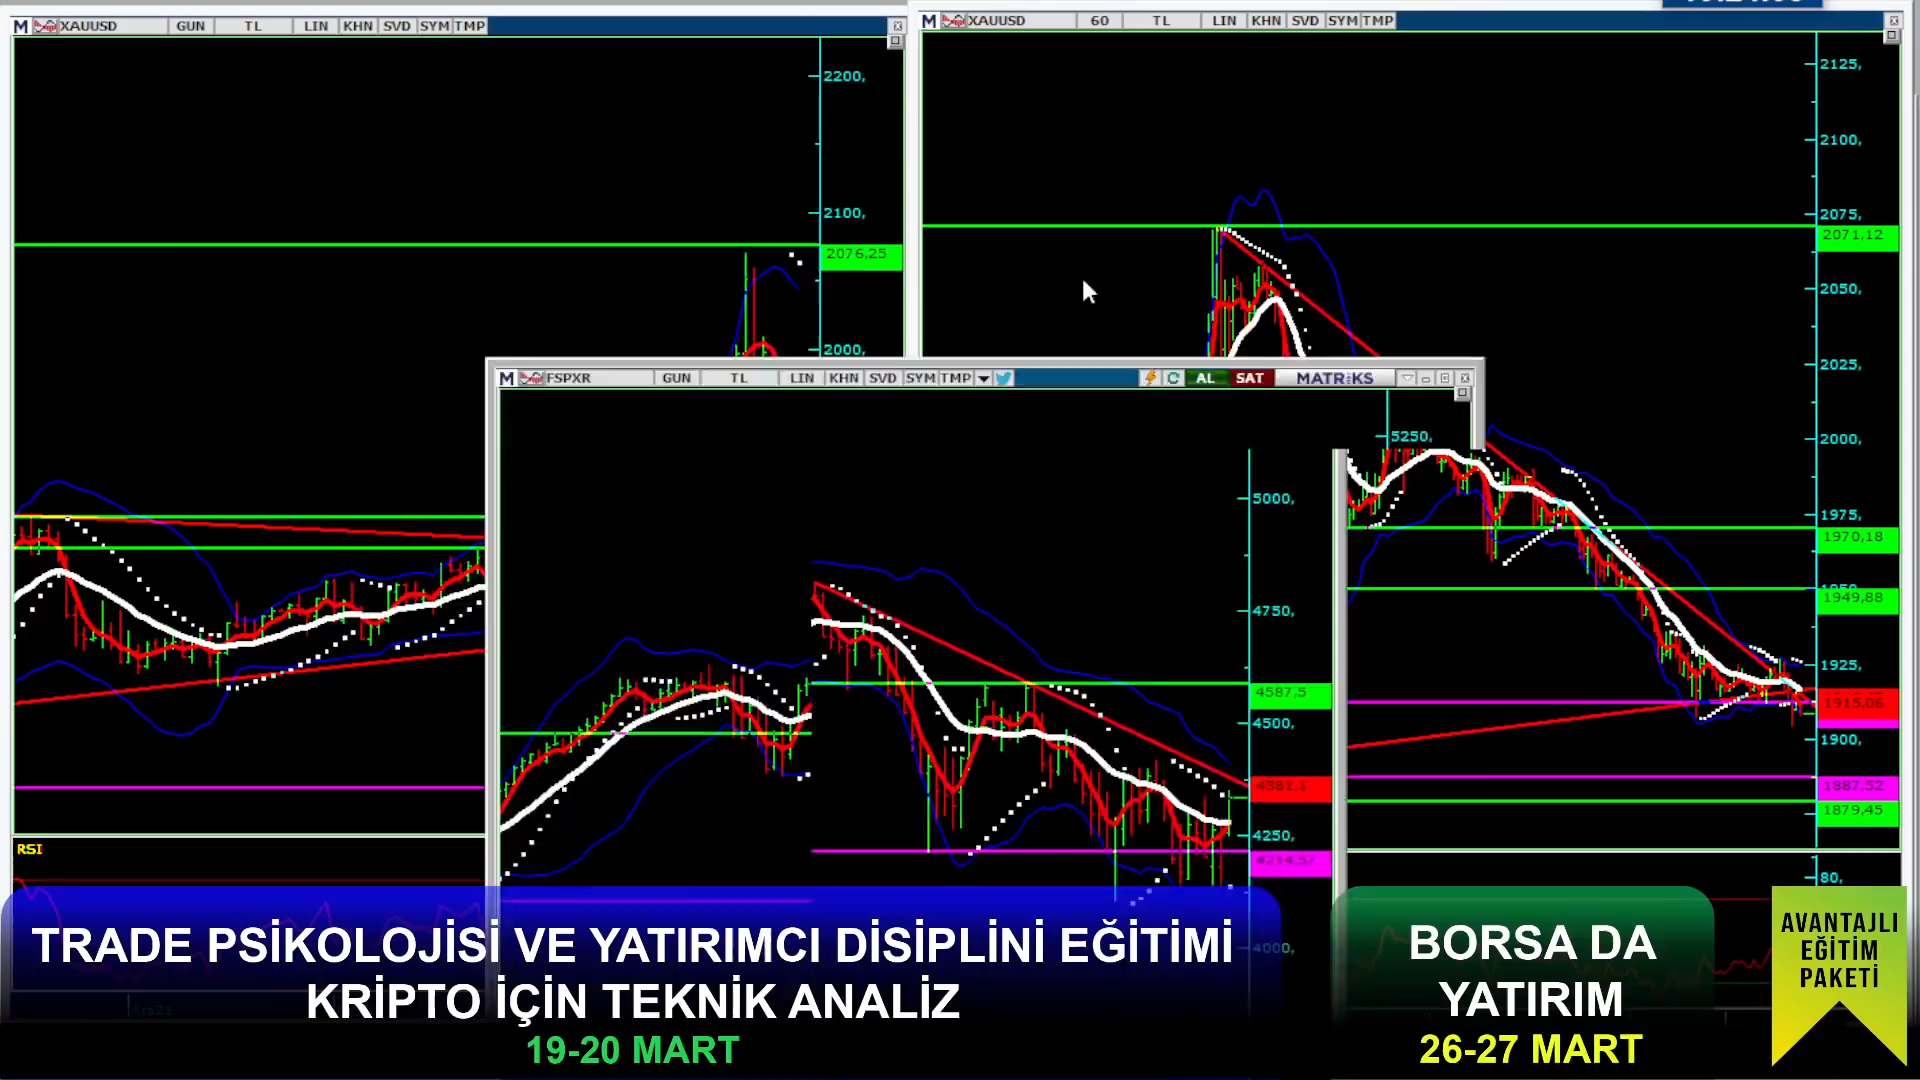 XAUUSD GUN TL LIN KHN SVD SYM TMP
2200,
2100,
2076,25
2000,
RSI
XAUUSD 60 TL LIN KHN SVD SYM TMP
2125,
2100,
2075,
2071,12
2050,
2025,
2000,
1975,
1970,18
1949,88
1925,
1915,06
1900,
1887,52
1879,45
80,
FSPXR GUN TL LIN KHN SVD SYM TMP AL SAT MATRiKS
5250,
5000,
4750,
4587,5
4500,
4381,1
4250,
4214,57
4000,
TRADE PSİKOLOJİSİ VE YATIRIMCI DİSİPLİNİ EĞİTİMİ
KRİPTO İÇİN TEKNİK ANALİZ
19-20 MART
BORSA DA
YATIRIM
26-27 MART
AVANTAJLI
EĞİTİM
PAKETİ